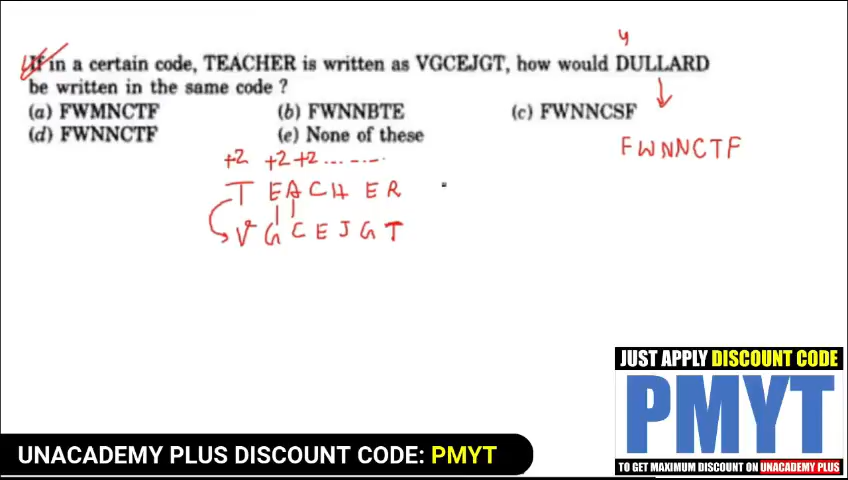 If in a certain code, TEACHER is written as VGCEJGT, how would DULLARD
be written in the same code ?
(a) FWMNCTF (b) FWNNBTE (c) FWNNCSF
(d) FWNNCTF (e) None of these
FWNNCTF
+2 +2 +2 ... -...
T E A C H E R
V G C E J G T
JUST APPLY DISCOUNT CODE
PMYT
TO GET MAXIMUM DISCOUNT ON UNACADEMY PLUS
UNACADEMY PLUS DISCOUNT CODE: PMYT